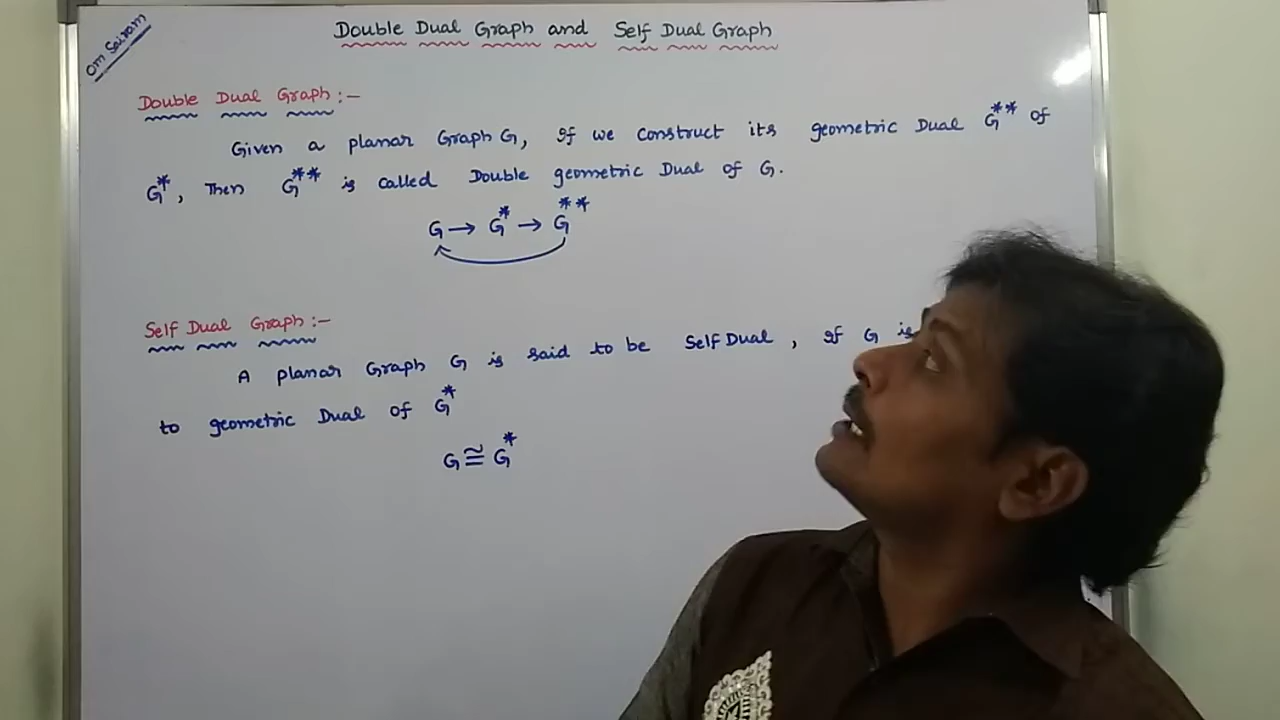 Om Sairam
Double Dual Graph and Self Dual Graph
Double Dual Graph :-
Given a planar Graph G, If we construct its geometric Dual G** of
G*, Then G** is called Double geometric Dual of G.
G → G* → G**
Self Dual Graph :-
A planar Graph G is said to be Self Dual, If G is
to geometric Dual of G*
G ≅ G*